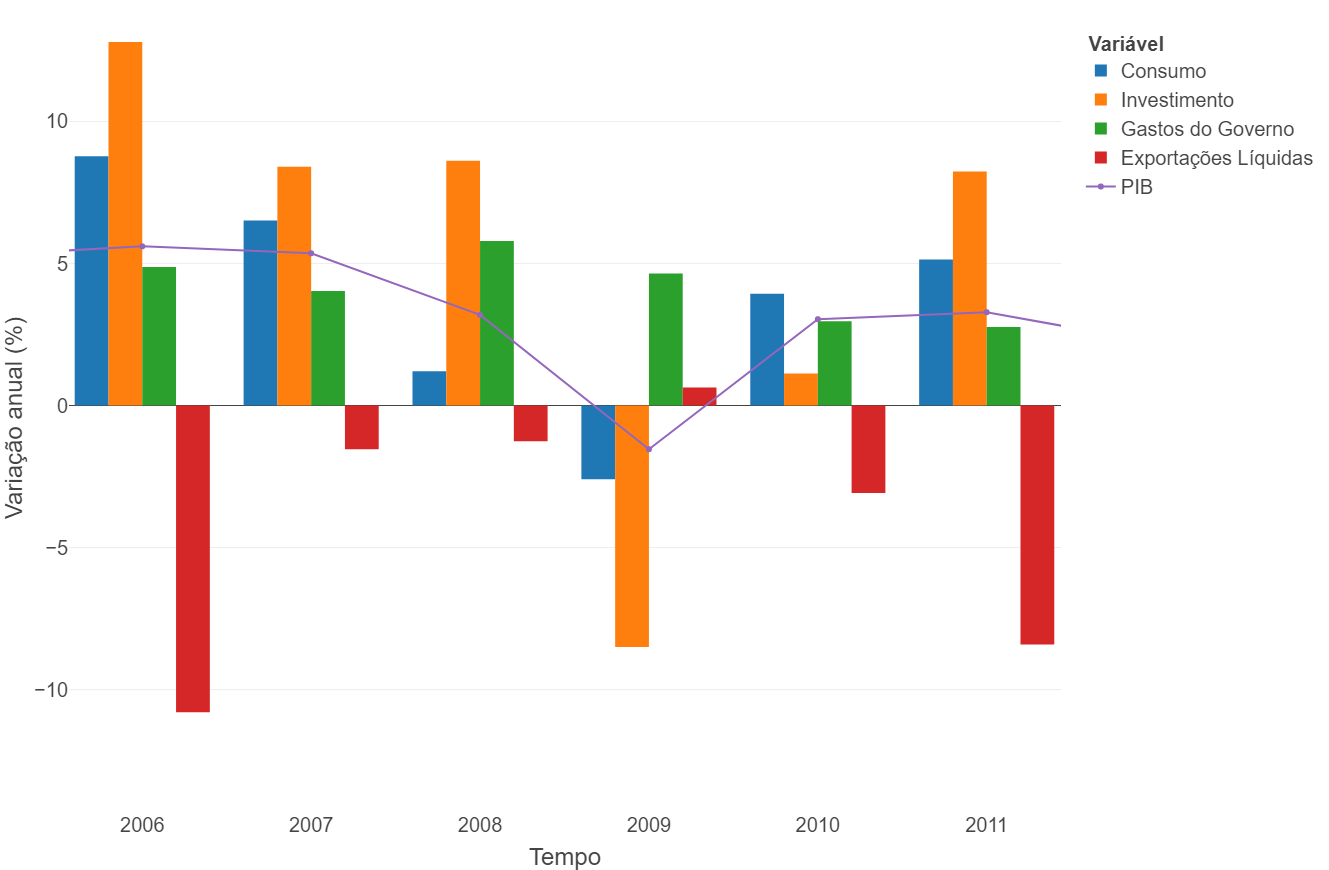 Variável
Consumo
Investimento
Gastos do Governo
Exportações Líquidas
PIB
Variação anual (%)
10
5
0
−5
−10
2006 2007 2008 2009 2010 2011
Tempo